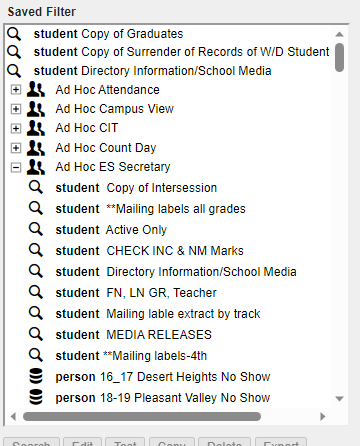 Saved Filter
student Copy of Graduates
student Copy of Surrender of Records of W/D Student
student Directory Information/School Media
Ad Hoc Attendance
Ad Hoc Campus View
Ad Hoc CIT
Ad Hoc Count Day
Ad Hoc ES Secretary
student Copy of Intersession
student **Mailing labels all grades
student Active Only
student CHECK INC & NM Marks
student Directory Information/School Media
student FN, LN GR, Teacher
student Mailing lable extract by track
student MEDIA RELEASES
student **Mailing labels-4th
person 16_17 Desert Heights No Show
person 18-19 Pleasant Valley No Show
Search Edit Test Copy Delete Export